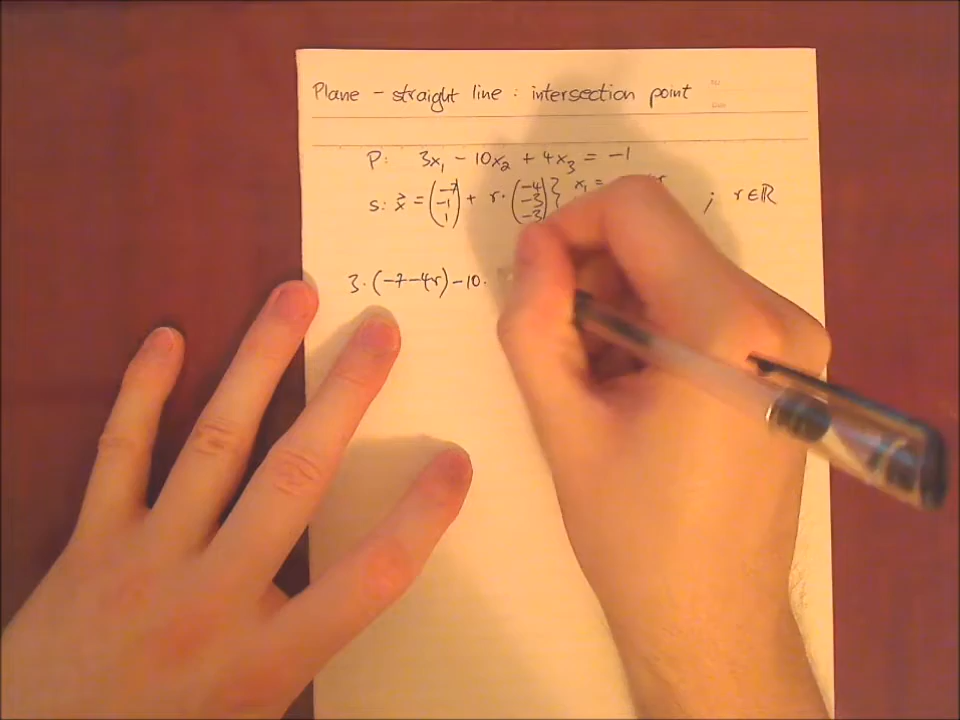 Plane - straight line : intersection point
P: 3x₁ - 10x₂ + 4x₃ = -1
s: x⃗ = (-7 -1 1) + r · (-4 -3 -3) } x₁ = ; r ∈ ℝ
3 · (-7-4r) - 10 ·